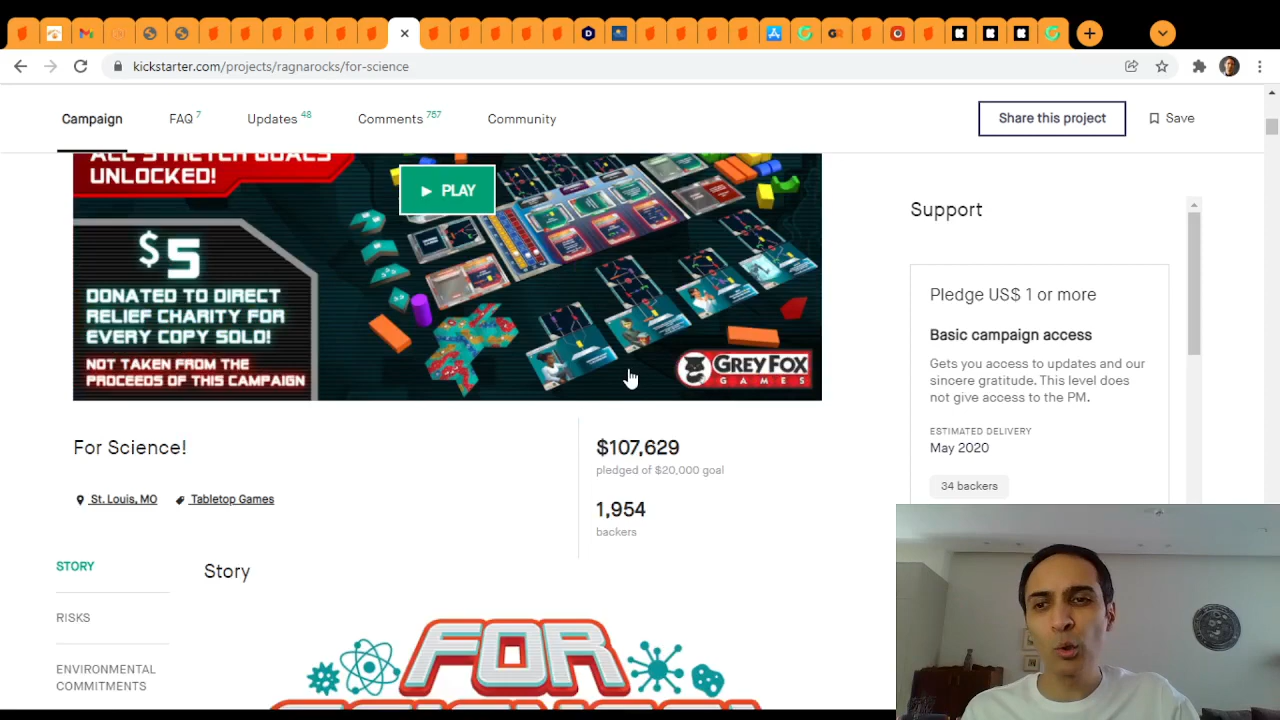 kickstarter.com/projects/ragnarocks/for-science
Campaign
FAQ 7
Updates 48
Comments 757
Community
Share this project
Save
ALL STRETCH GOALS
UNLOCKED!
PLAY
$5
DONATED TO DIRECT
RELIEF CHARITY FOR
EVERY COPY SOLD!
NOT TAKEN FROM THE
PROCEEDS OF THIS CAMPAIGN
GREY FOX
GAMES
Support
Pledge US$ 1 or more
Basic campaign access
Gets you access to updates and our
sincere gratitude. This level does
not give access to the PM.
ESTIMATED DELIVERY
May 2020
34 backers
For Science!
St. Louis, MO
Tabletop Games
$107,629
pledged of $20,000 goal
1,954
backers
STORY
RISKS
ENVIRONMENTAL
COMMITMENTS
Story
FOR